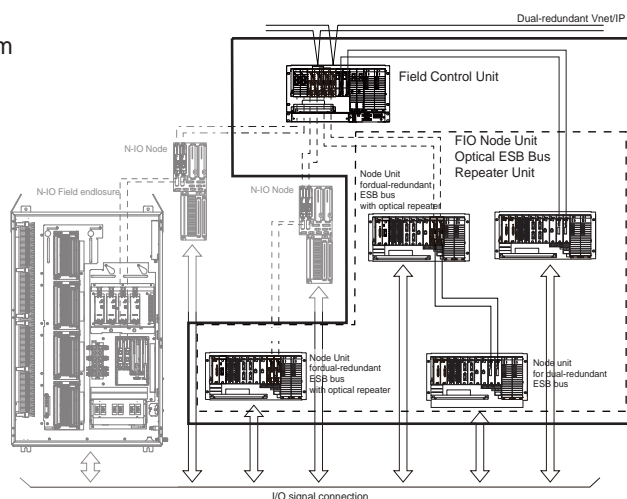 Dual-redundant Vnet/IP
m
Field Control Unit
N-IO Node
FIO Node Unit
Optical ESB Bus
Repeater Unit
Node Unit
fordual-redundant
ESB bus
with optical repeater
N-IO Field enclosure
N-IO Node
Node Unit
fordual-redundant
ESB bus
with optical repeater
Node unit
for dual-redundant
ESB bus
I/O signal connection